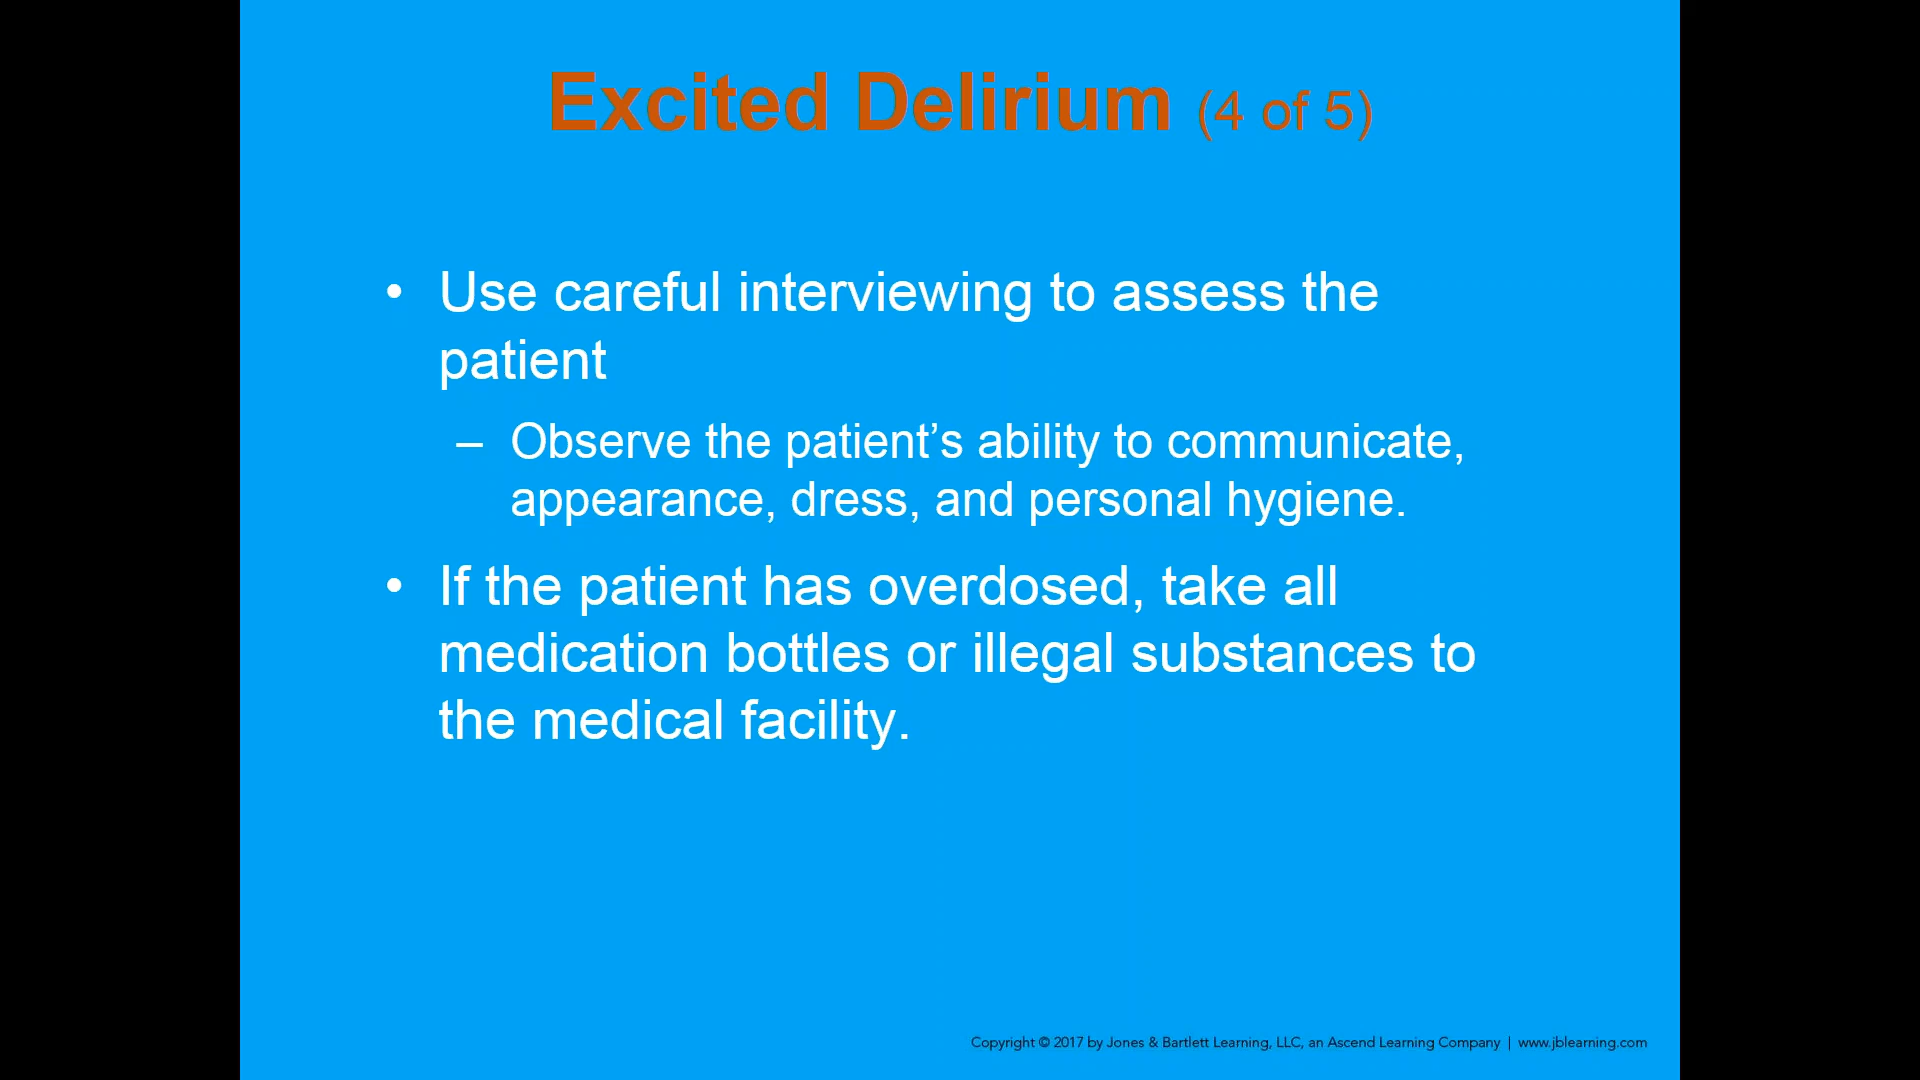 Excited Delirium (4 of 5)
• Use careful interviewing to assess the
patient
– Observe the patient’s ability to communicate,
appearance, dress, and personal hygiene.
• If the patient has overdosed, take all
medication bottles or illegal substances to
the medical facility.
Copyright © 2017 by Jones & Bartlett Learning, LLC, an Ascend Learning Company | www.jblearning.com